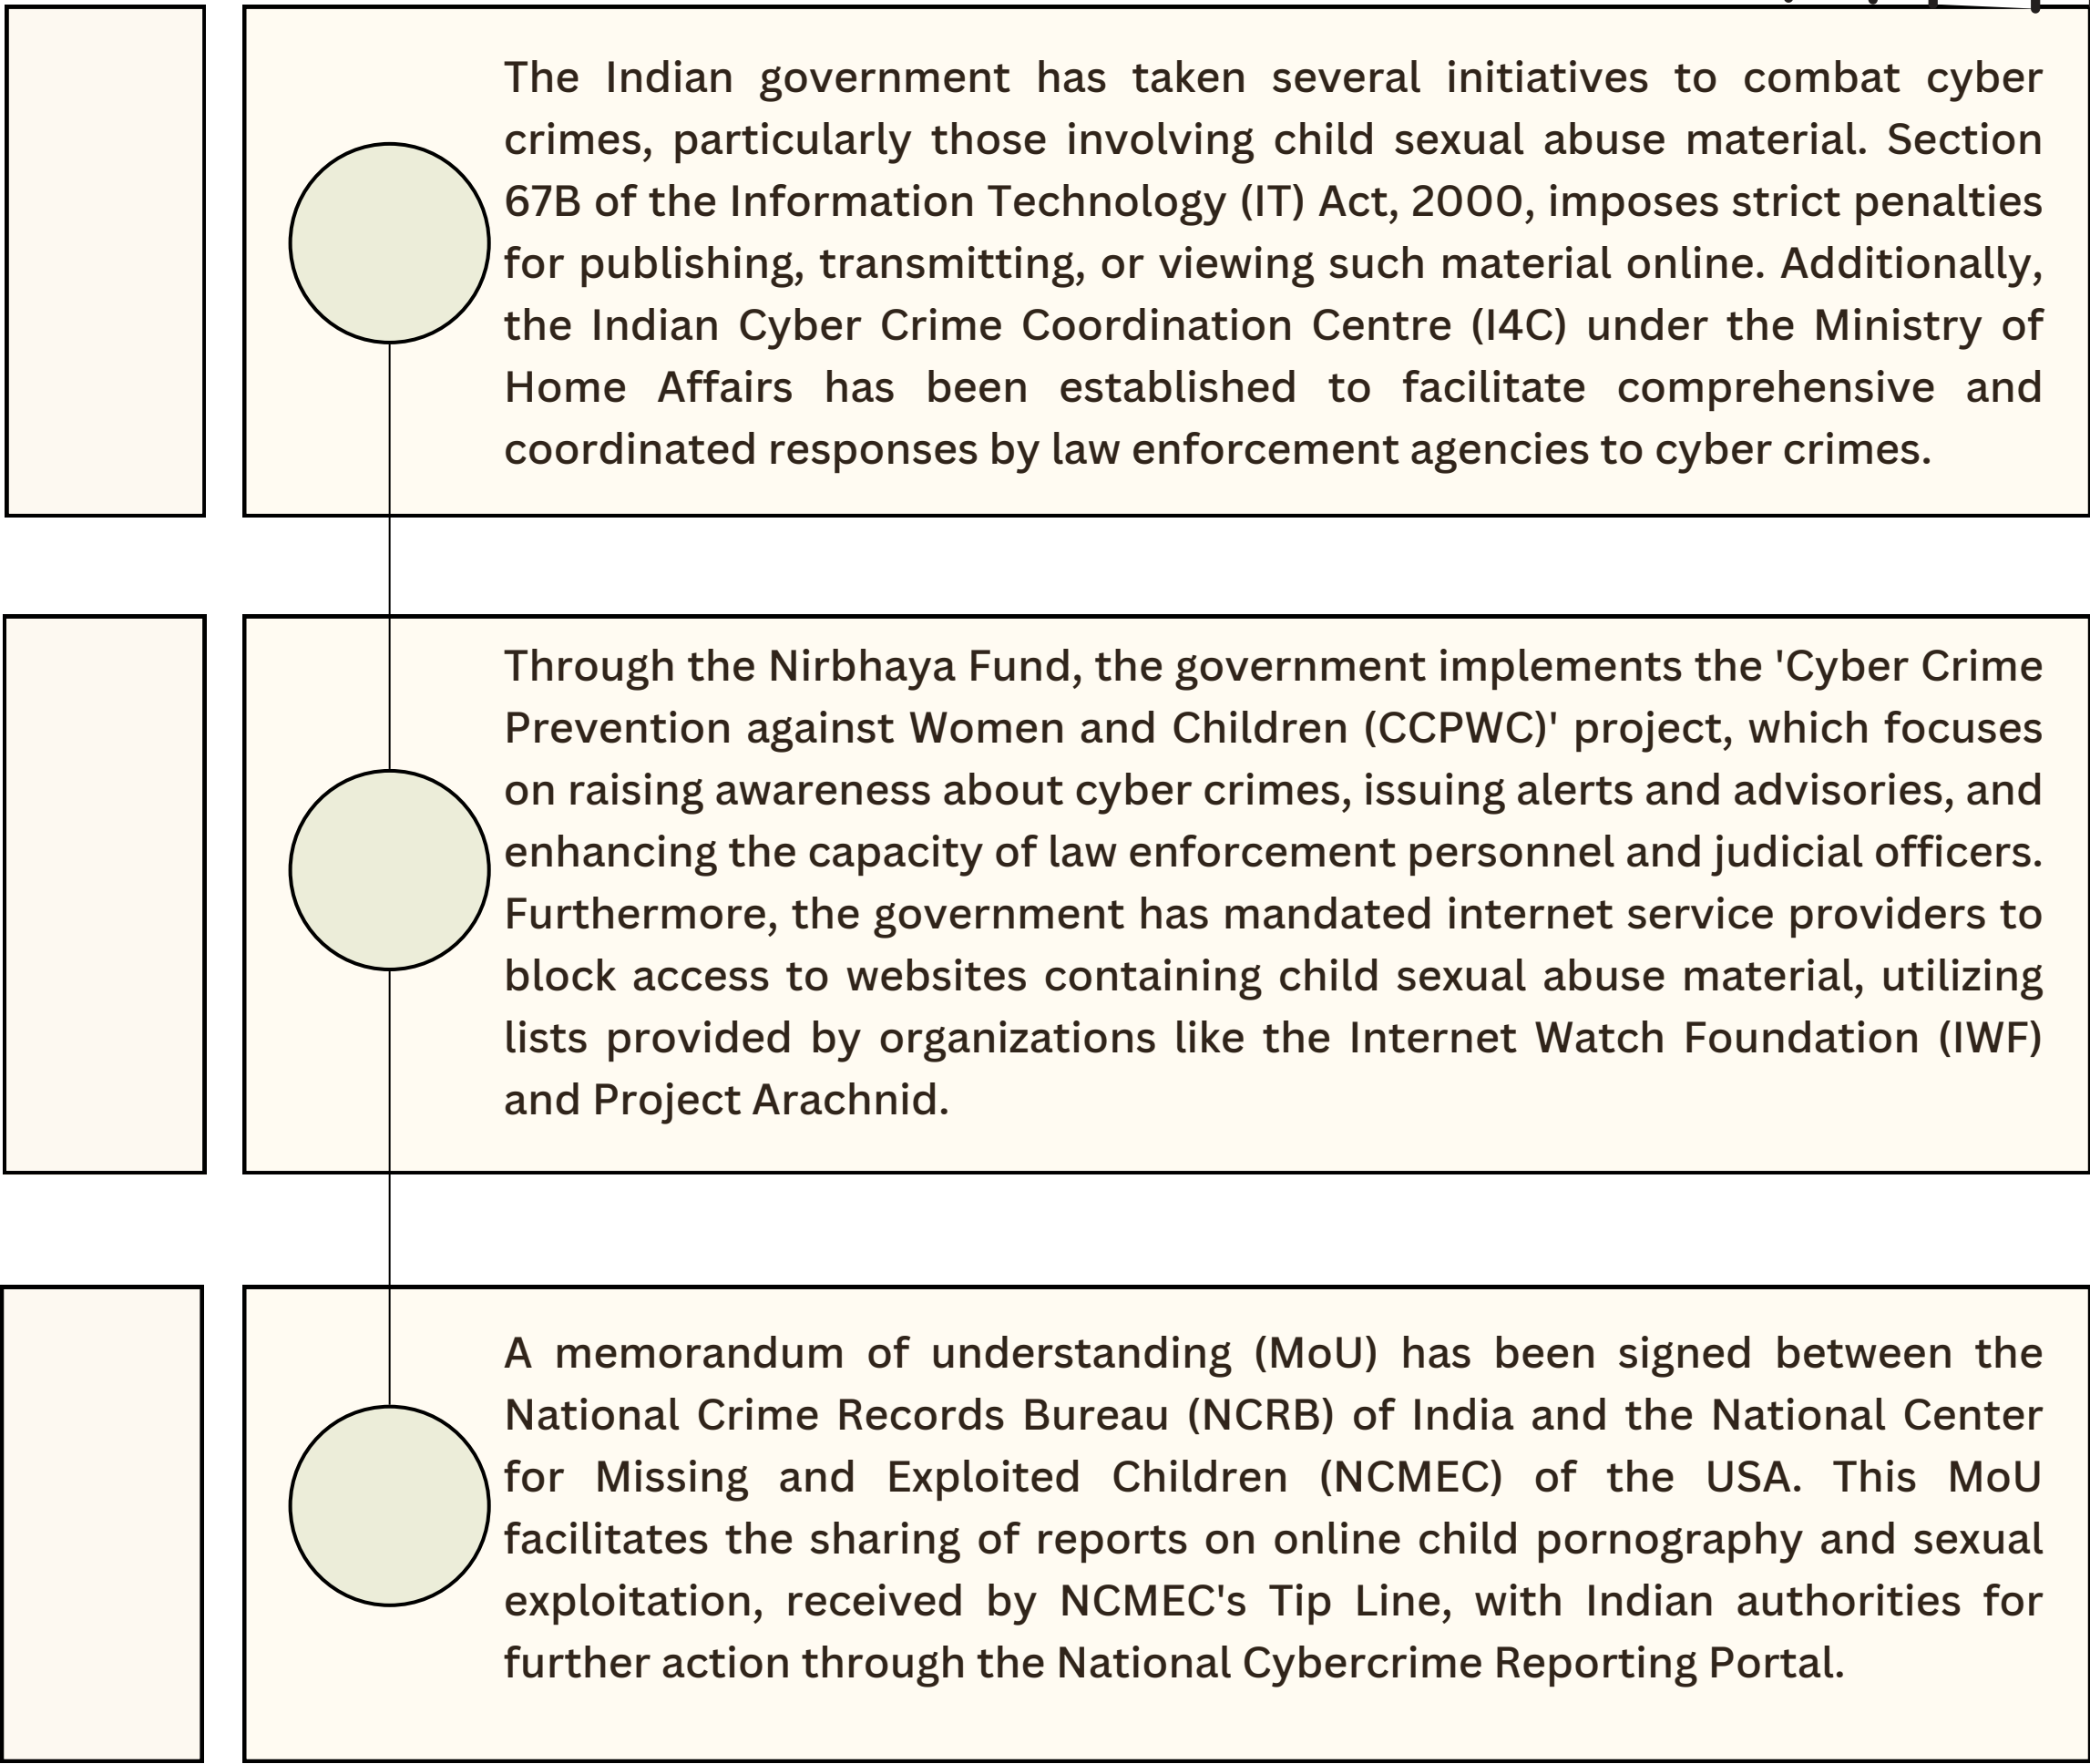 The Indian government has taken several initiatives to combat cyber
crimes, particularly those involving child sexual abuse material. Section
67B of the Information Technology (IT) Act, 2000, imposes strict penalties
for publishing, transmitting, or viewing such material online. Additionally,
the Indian Cyber Crime Coordination Centre (I4C) under the Ministry of
Home Affairs has been established to facilitate comprehensive and
coordinated responses by law enforcement agencies to cyber crimes.
Through the Nirbhaya Fund, the government implements the 'Cyber Crime
Prevention against Women and Children (CCPWC)' project, which focuses
on raising awareness about cyber crimes, issuing alerts and advisories, and
enhancing the capacity of law enforcement personnel and judicial officers.
Furthermore, the government has mandated internet service providers to
block access to websites containing child sexual abuse material, utilizing
lists provided by organizations like the Internet Watch Foundation (IWF)
and Project Arachnid.
A memorandum of understanding (MoU) has been signed between the
National Crime Records Bureau (NCRB) of India and the National Center
for Missing and Exploited Children (NCMEC) of the USA. This MoU
facilitates the sharing of reports on online child pornography and sexual
exploitation, received by NCMEC's Tip Line, with Indian authorities for
further action through the National Cybercrime Reporting Portal.